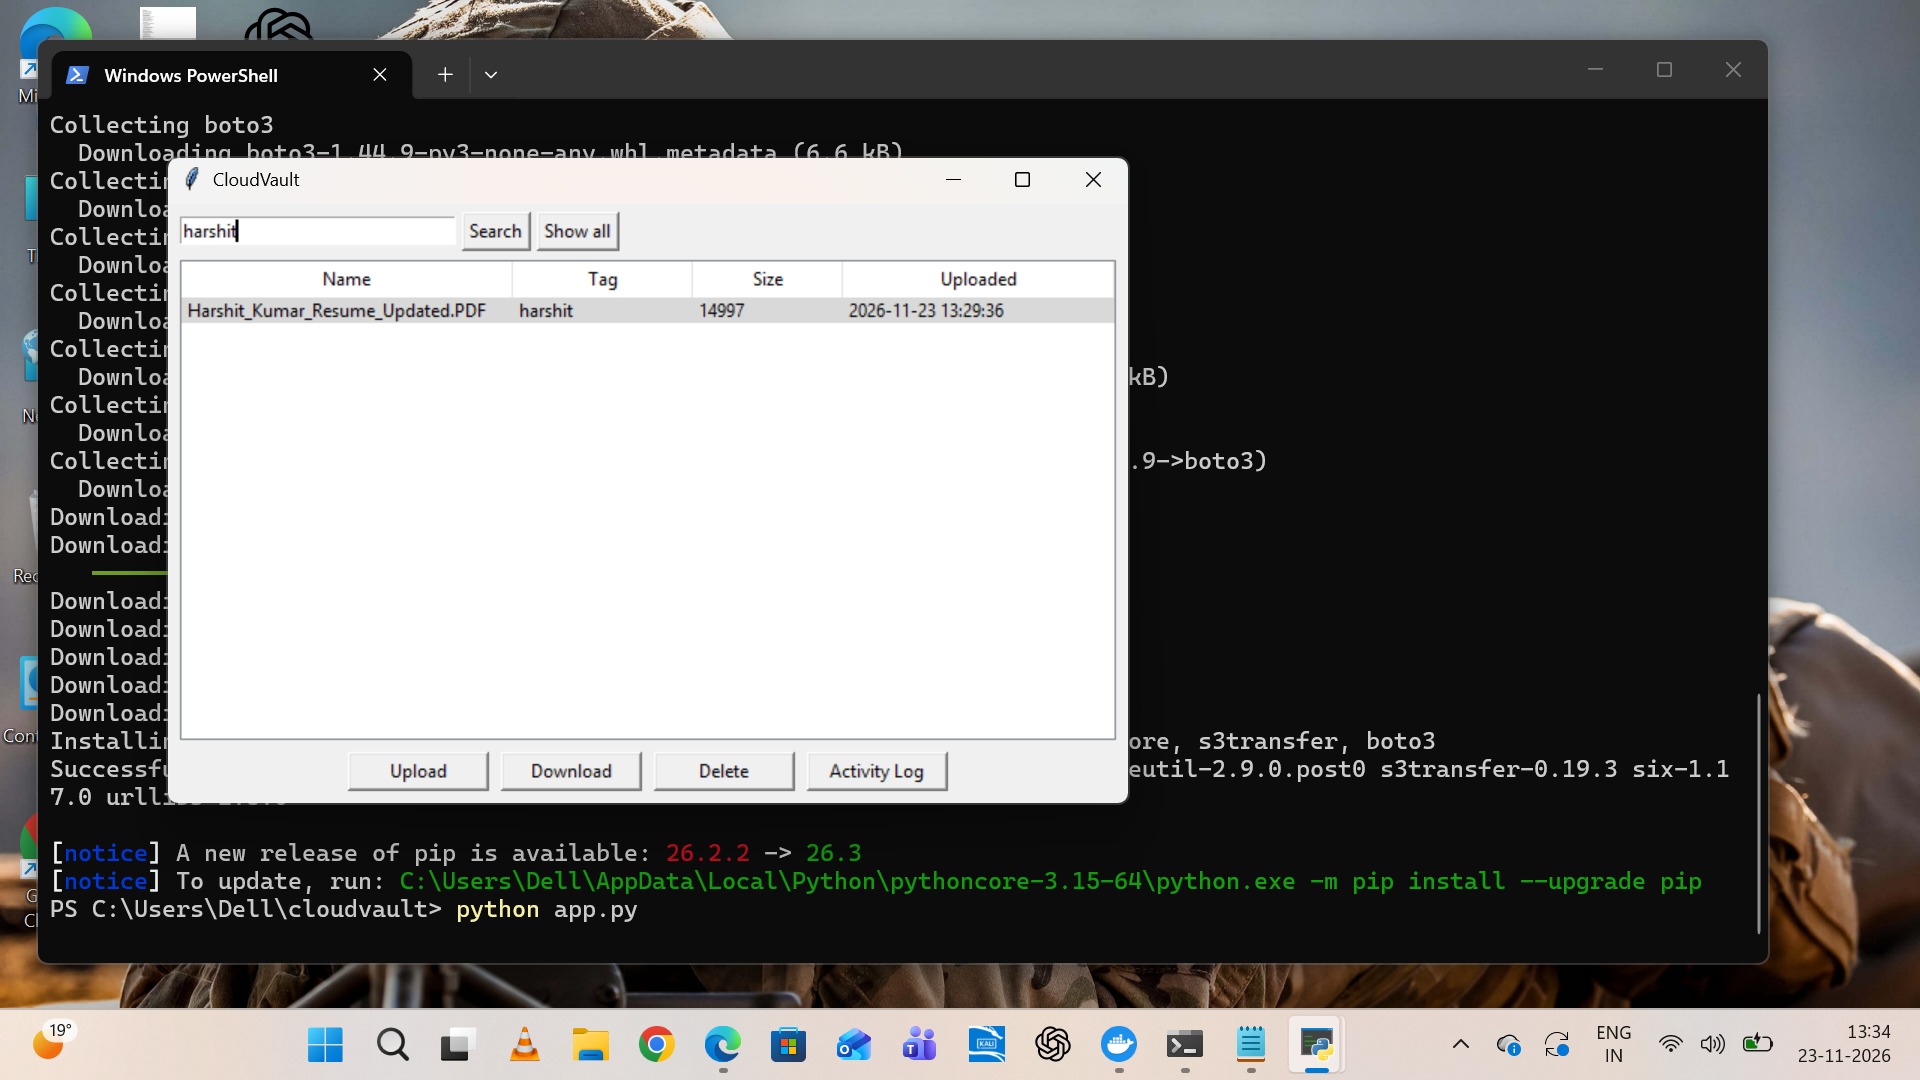 Windows PowerShell
Collecting boto3
Downloading boto3-1.44.9-py3-none-any.whl.metadata (6.6 kB)
CloudVault
harshit
Search
Show all
Name Tag Size Uploaded
Harshit_Kumar_Resume_Updated.PDF harshit 14997 2026-11-23 13:29:36
kB)
.9->boto3)
Upload Download Delete Activity Log
ore, s3transfer, boto3
eutil-2.9.0.post0 s3transfer-0.19.3 six-1.1
7.0
[notice] A new release of pip is available: 26.2.2 -> 26.3
[notice] To update, run: C:\Users\Dell\AppData\Local\Python\pythoncore-3.15-64\python.exe -m pip install --upgrade pip
PS C:\Users\Dell\cloudvault> python app.py
19°
KALI
ENG
IN
13:34
23-11-2026